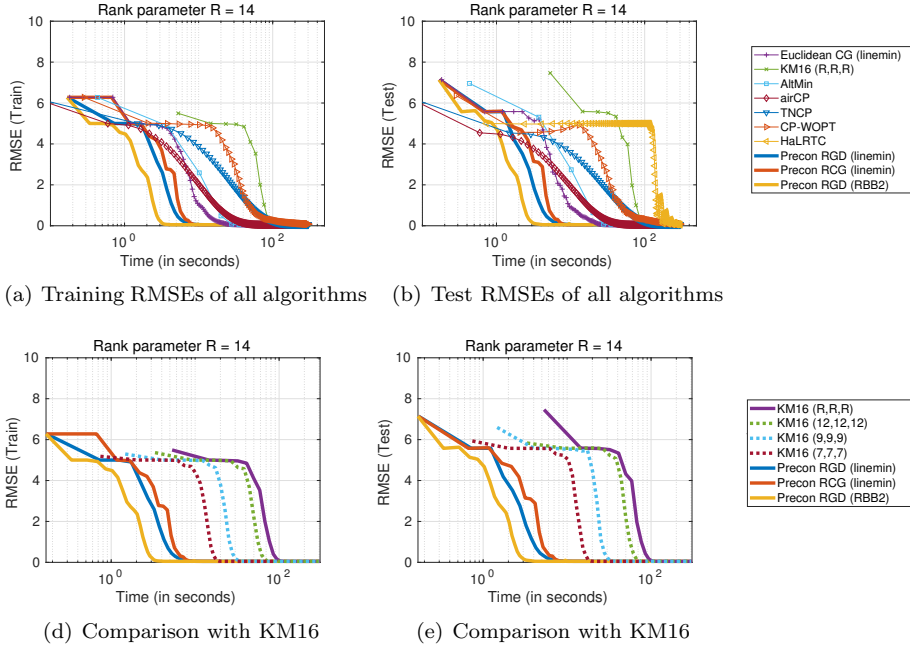 Rank parameter R = 14
10
8
6
4
2
0
RMSE (Train)
10^0
10^2
Time (in seconds)
(a) Training RMSEs of all algorithms
Rank parameter R = 14
10
8
6
4
2
0
RMSE (Test)
10^0
10^2
Time (in seconds)
(b) Test RMSEs of all algorithms
Euclidean CG (linemin)
KM16 (R,R,R)
AltMin
airCP
TNCP
CP-WOPT
HaLRTC
Precon RGD (linemin)
Precon RCG (linemin)
Precon RGD (RBB2)
Rank parameter R = 14
10
8
6
4
2
0
RMSE (Train)
10^0
10^2
Time (in seconds)
(d) Comparison with KM16
Rank parameter R = 14
10
8
6
4
2
0
RMSE (Test)
10^0
10^2
Time (in seconds)
(e) Comparison with KM16
KM16 (R,R,R)
KM16 (12,12,12)
KM16 (9,9,9)
KM16 (7,7,7)
Precon RGD (linemin)
Precon RCG (linemin)
Precon RGD (RBB2)